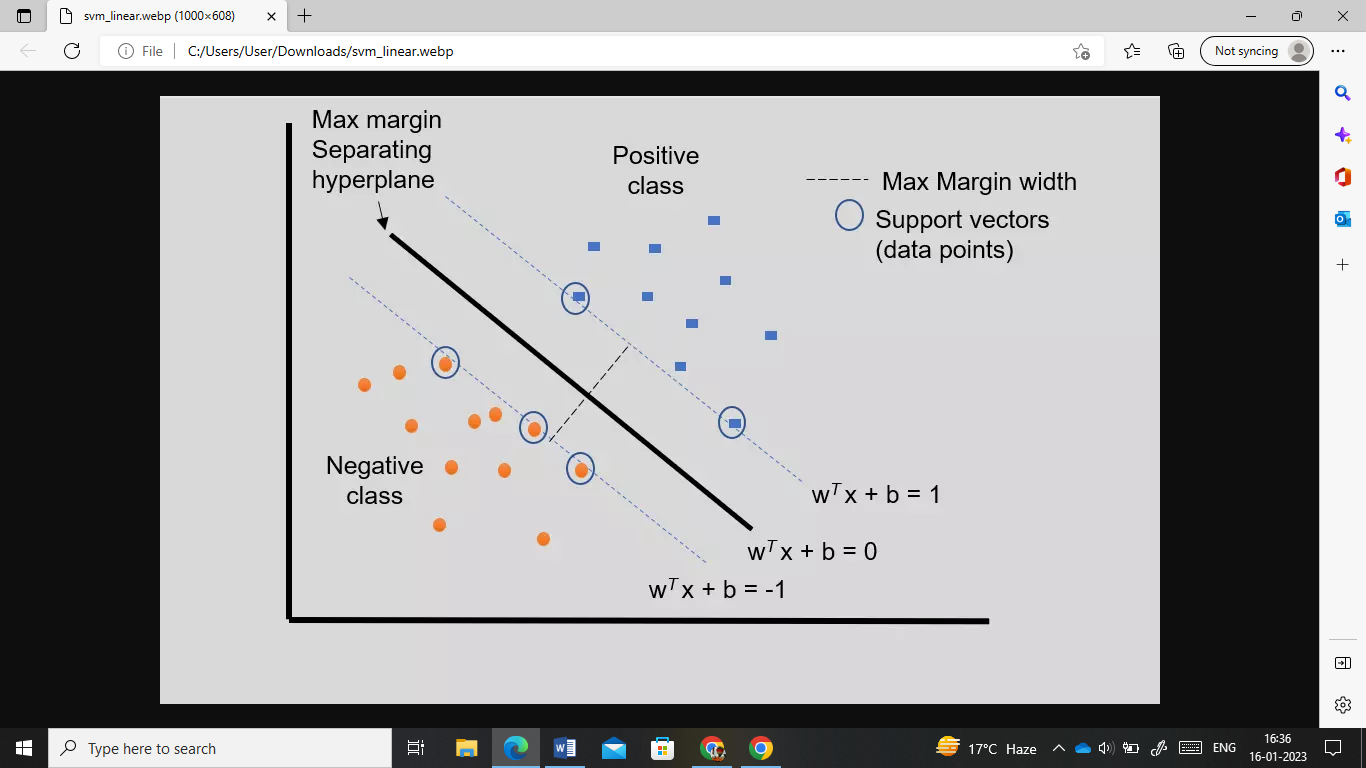 svm_linear.webp (1000×608)
File
C:/Users/User/Downloads/svm_linear.webp
Not syncing
Max margin
Separating
hyperplane
Positive
class
Max Margin width
Support vectors
(data points)
Negative
class
wᵀx + b = 1
wᵀx + b = 0
wᵀx + b = -1
Type here to search
17°C Haze
ENG
16:36
16-01-2023